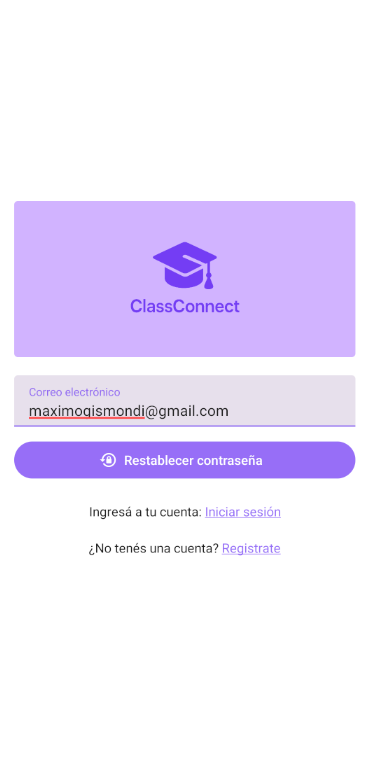 ClassConnect
Correo electrónico
maximogismondi@gmail.com
Restablecer contraseña
Ingresá a tu cuenta: Iniciar sesión
¿No tenés una cuenta? Registrate